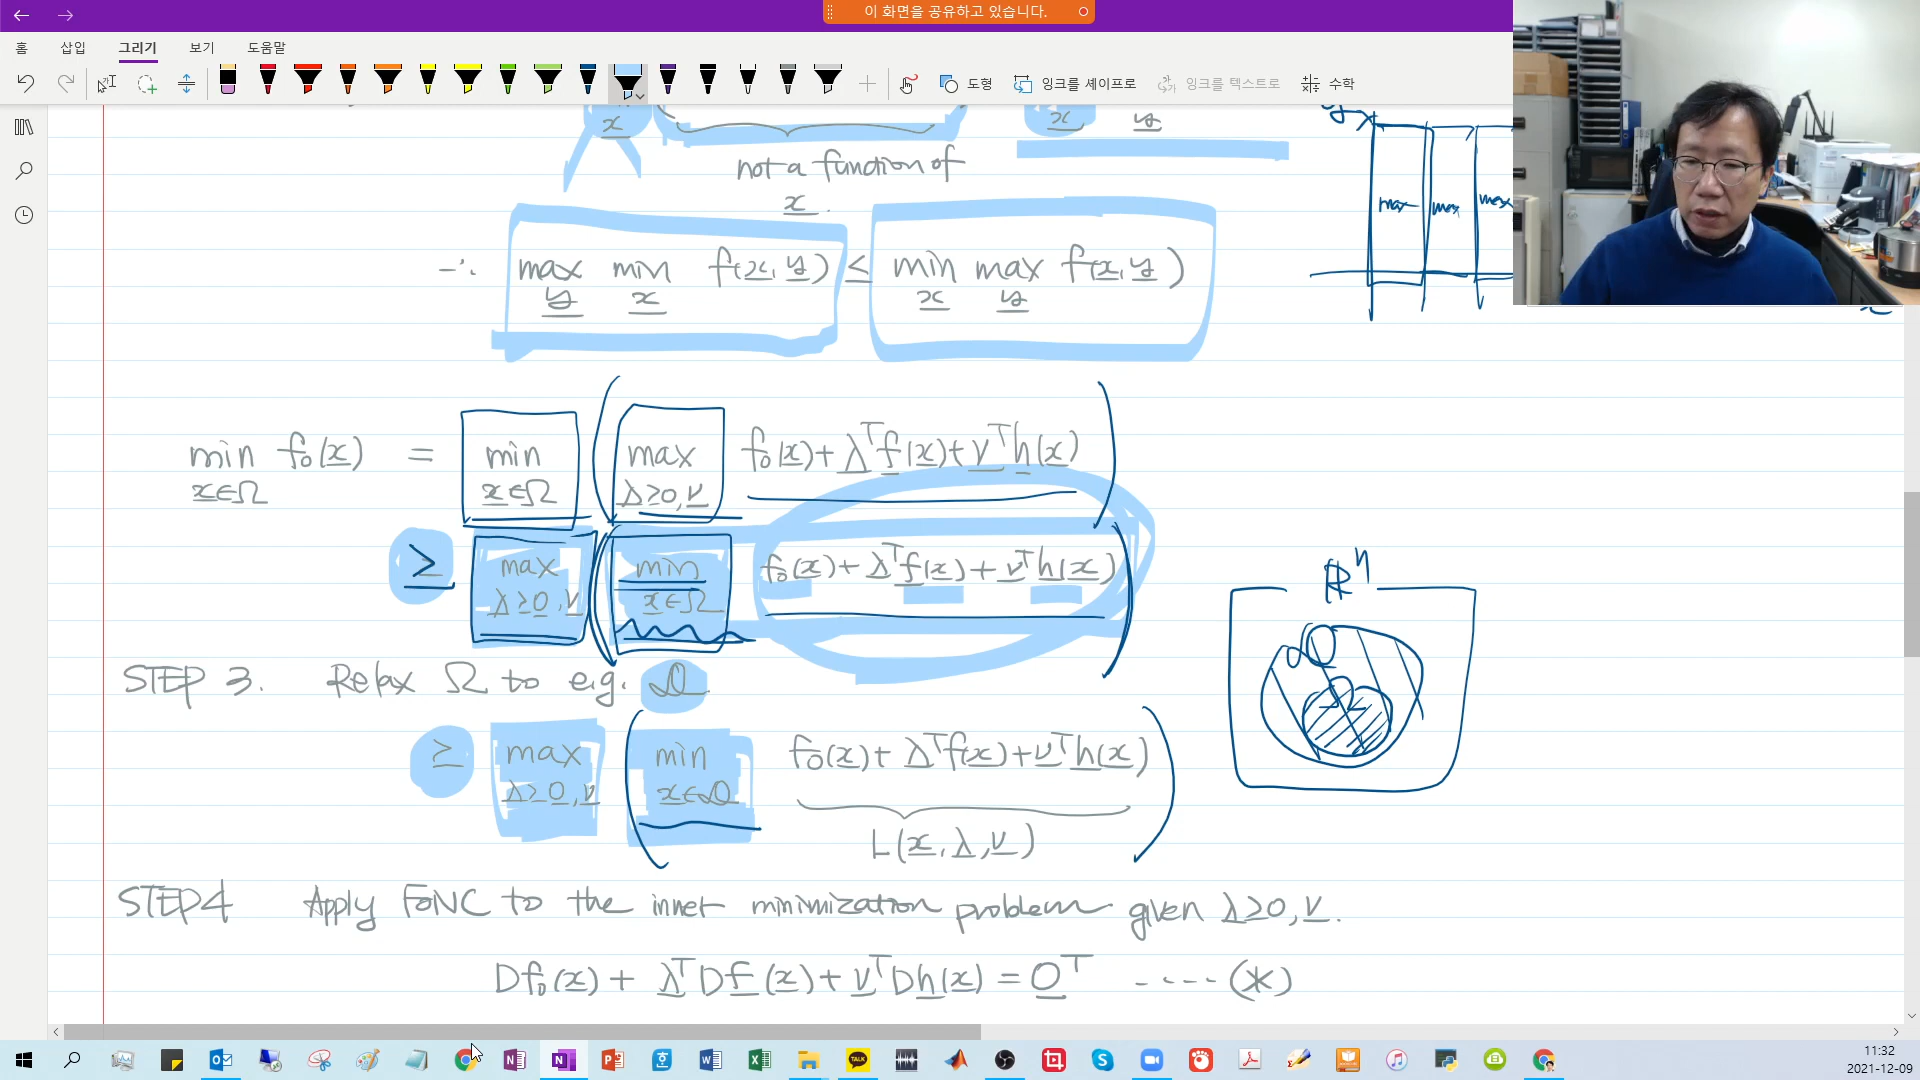 이 화면을 공유하고 있습니다.
홈 삽입 그리기 보기 도움말
도형 잉크를 셰이프로 잉크를 텍스트로 수학
x x y
not a function of
x.
∴ max min f(x, y) ≤ min max f(x, y)
y x x y
max max max
min f₀(x) = min ( max f₀(x) + λᵀf(x) + νᵀh(x) )
x∈Ω x∈Ω λ≥0, ν
≥ max ( min f₀(x) + λᵀf(x) + νᵀh(x) )
λ≥0, ν x∈Ω
ℝⁿ
𝒟
Ω
STEP 3. Relax Ω to e.g. 𝒟
≥ max ( min f₀(x) + λᵀf(x) + νᵀh(x) )
λ≥0, ν x∈𝒟
L(x, λ, ν)
STEP4 Apply FONC to the inner minimization problem given λ≥0, ν.
Df₀(x) + λᵀDf(x) + νᵀDh(x) = 0ᵀ ----- (*)
11:32
2021-12-09